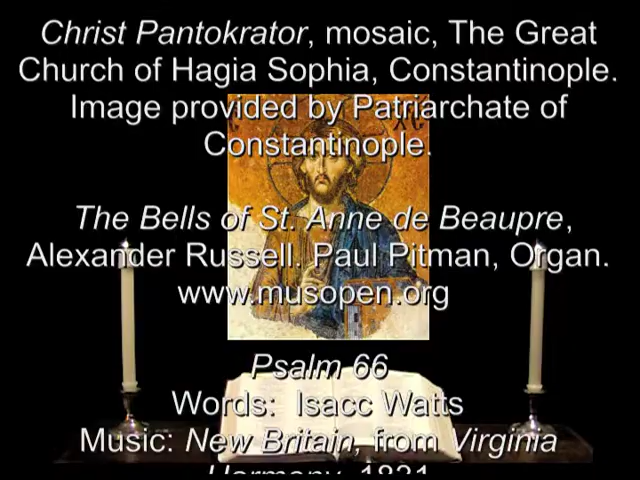 Christ Pantokrator, mosaic, The Great
Church of Hagia Sophia, Constantinople.
Image provided by Patriarchate of
Constantinople.
The Bells of St. Anne de Beaupre,
Alexander Russell. Paul Pitman, Organ.
www.musopen.org
Psalm 66
Words: Isacc Watts
Music: New Britain, from Virginia
Harmony, 1831